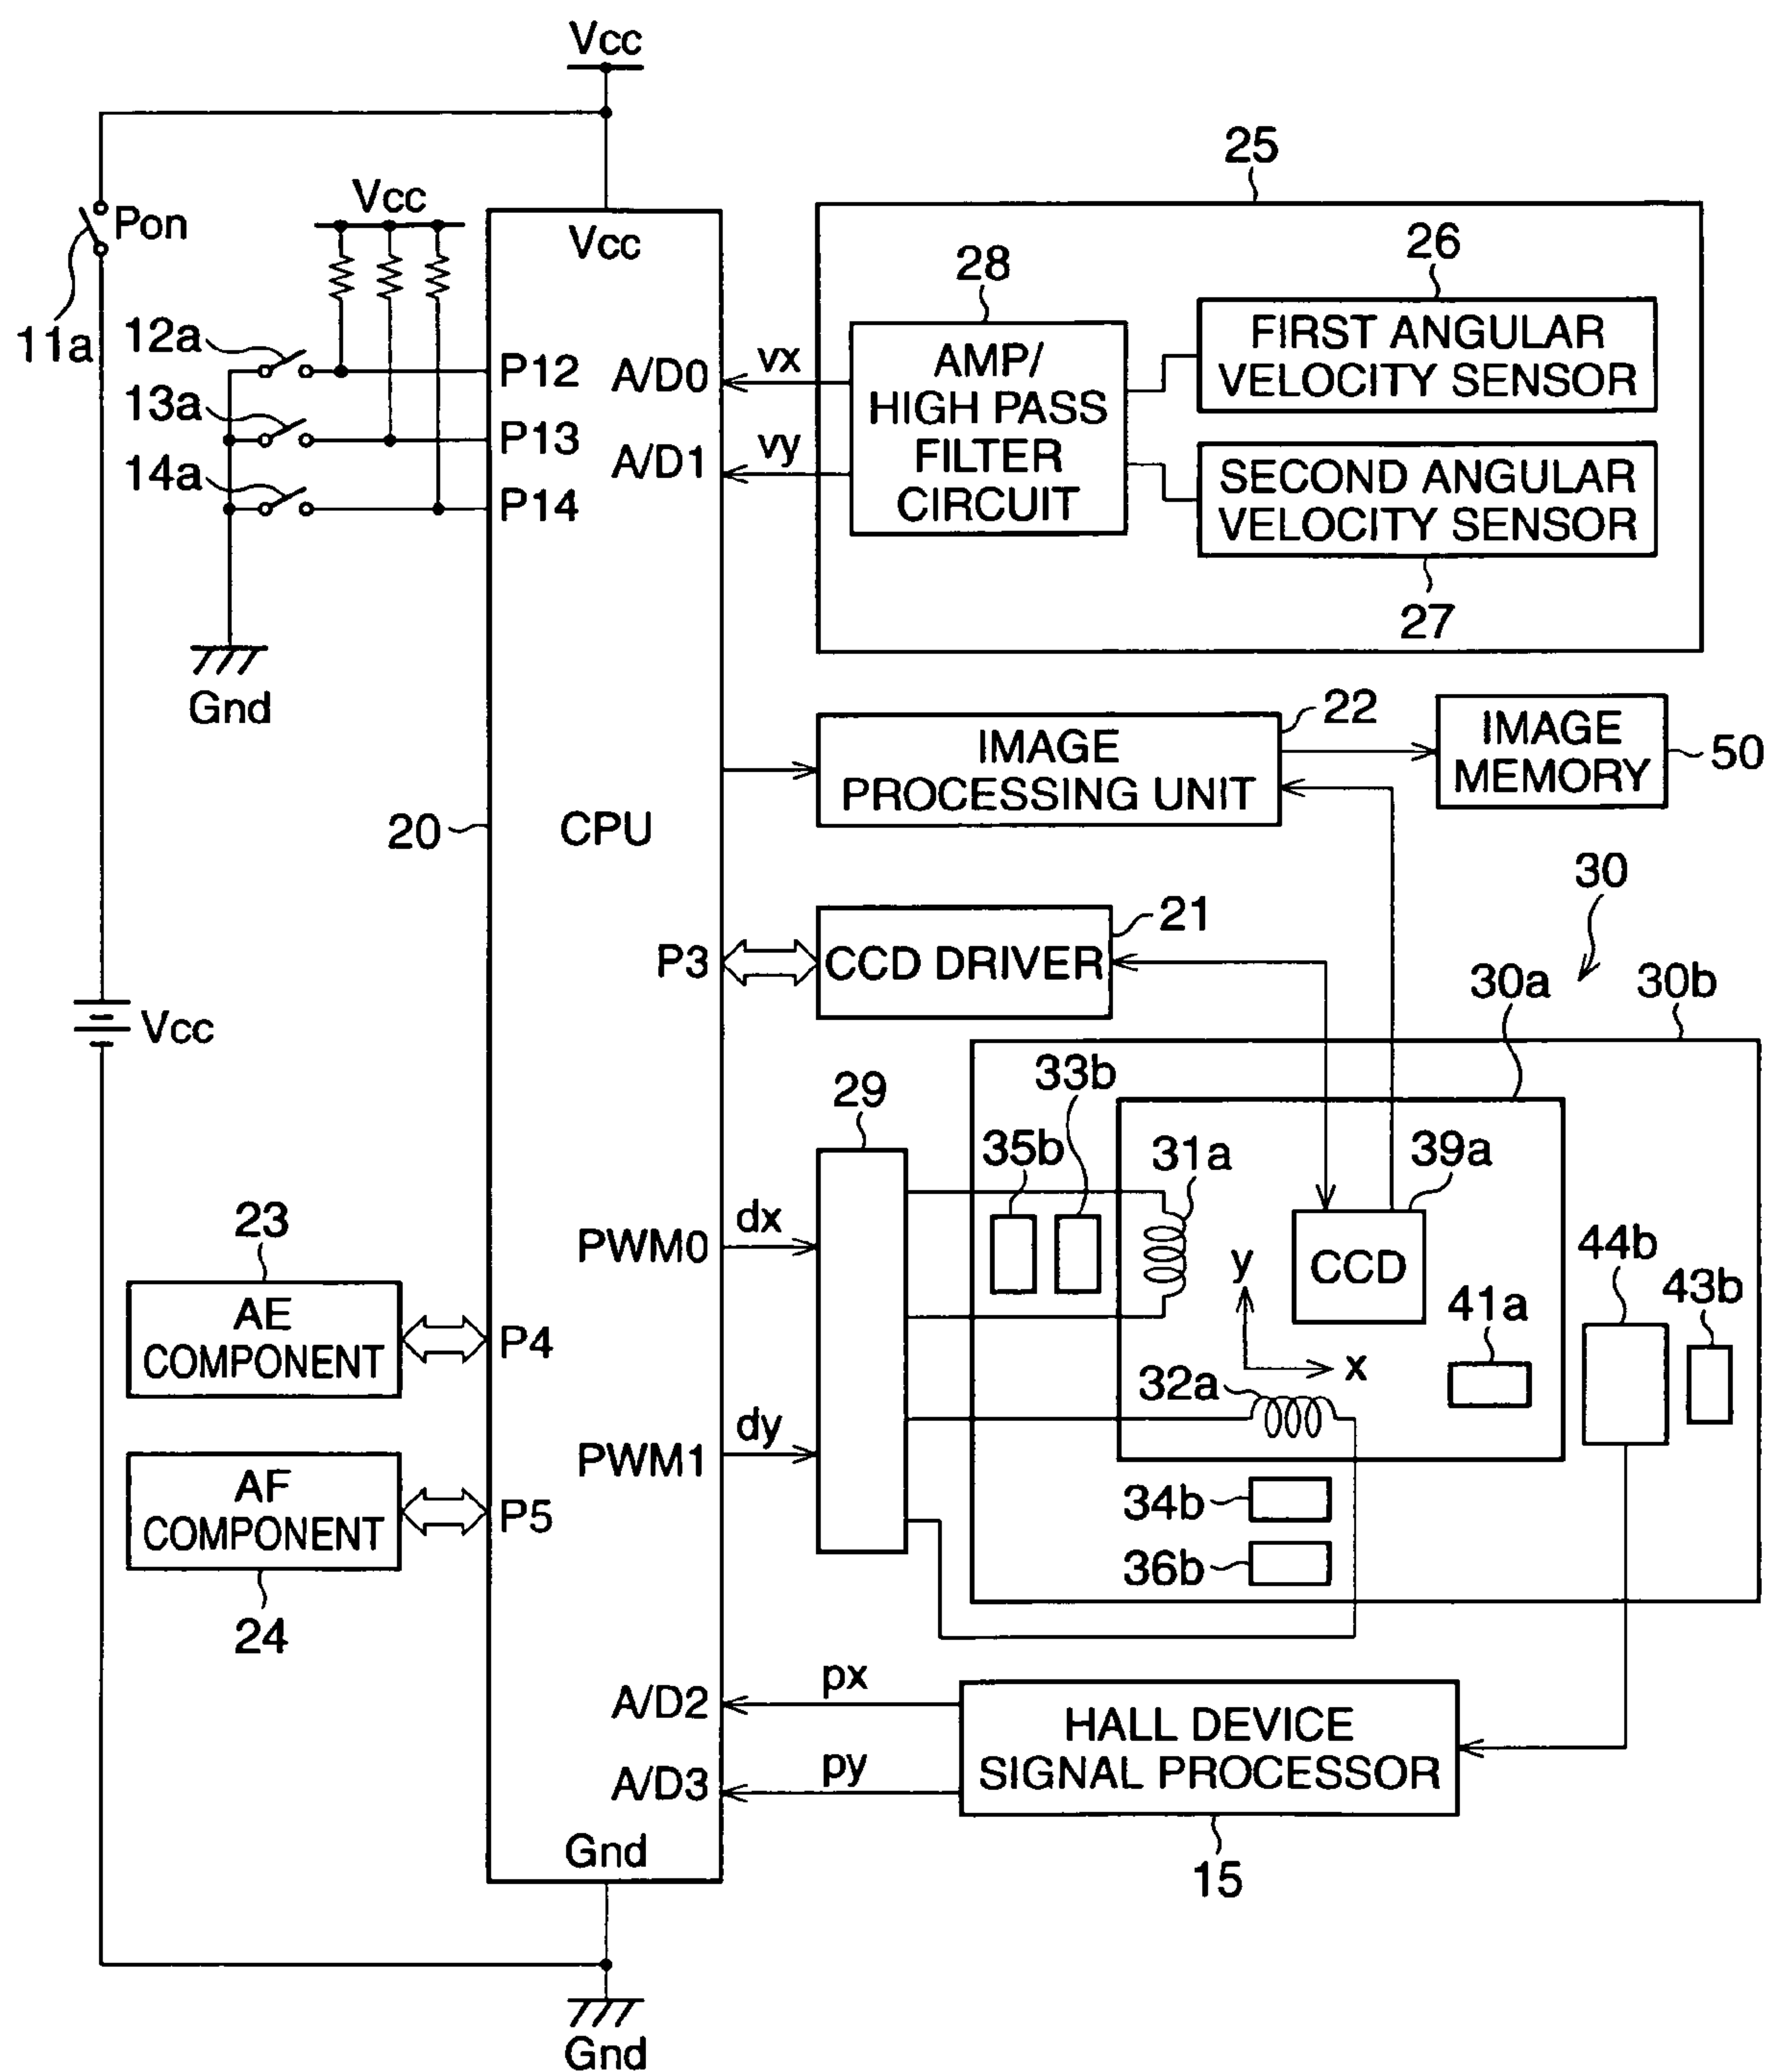 Vcc
Pon
11a
Vcc
12a
13a
14a
Gnd
Vcc
P12
P13
P14
A/D0
A/D1
vx
vy
25
28
AMP/
HIGH PASS
FILTER
CIRCUIT
26
FIRST ANGULAR
VELOCITY SENSOR
SECOND ANGULAR
VELOCITY SENSOR
27
20
CPU
22
IMAGE
PROCESSING UNIT
IMAGE
MEMORY
50
P3
21
CCD DRIVER
30
30a
30b
Vcc
29
33b
35b
31a
39a
CCD
y
x
41a
44b
43b
32a
34b
36b
PWM0
dx
PWM1
dy
23
AE
COMPONENT
P4
AF
COMPONENT
P5
24
A/D2
px
A/D3
py
HALL DEVICE
SIGNAL PROCESSOR
15
Gnd
Gnd